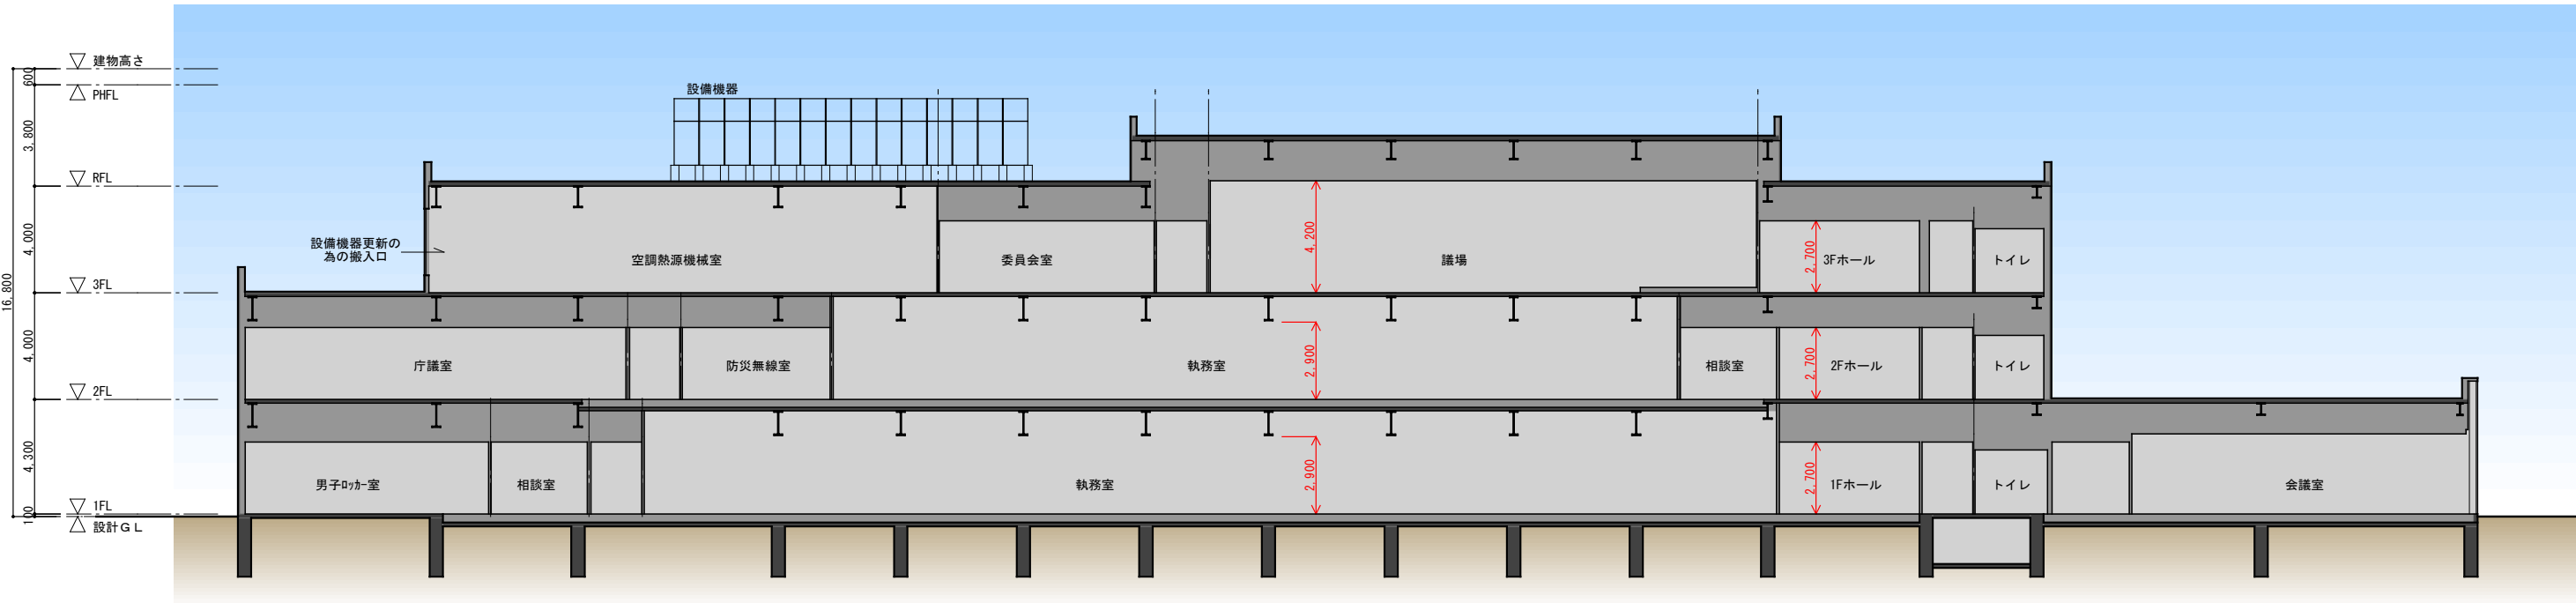 建物高さ
600
PHFL
設備機器
3,800
RFL
設備機器更新の
為の搬入口
4,000
空調熱源機械室
委員会室
4,200
議場
2,700
3Fホール
トイレ
3FL
16,800
4,000
庁議室
防災無線室
執務室
2,900
相談室
2,700
2Fホール
トイレ
2FL
4,300
男子ロッカー室
相談室
執務室
2,900
2,700
1Fホール
トイレ
会議室
1FL
100
設計GL